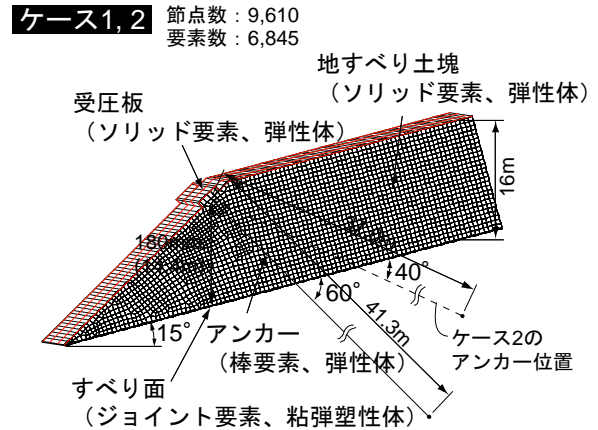 ケース1, 2
節点数：9,610
要素数：6,845
地すべり土塊
（ソリッド要素、弾性体）
受圧板
（ソリッド要素、弾性体）
16m
40°
60°
41.3m
15°
アンカー
（棒要素、弾性体）
ケース2の
アンカー位置
すべり面
（ジョイント要素、粘弾塑性体）